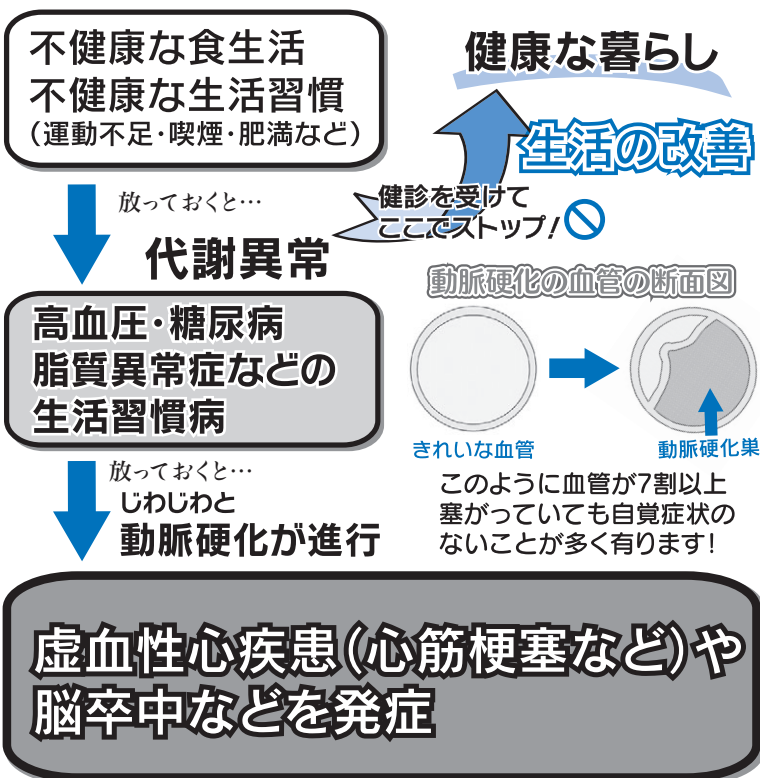 不健康な食生活
不健康な生活習慣
（運動不足・喫煙・肥満など）
健康な暮らし
生活の改善
放っておくと…
健診を受けて
ここでストップ！
代謝異常
高血圧・糖尿病
脂質異常症などの
生活習慣病
動脈硬化の血管の断面図
きれいな血管
動脈硬化巣
このように血管が7割以上
塞がっていても自覚症状の
ないことが多く有ります！
放っておくと…
じわじわと
動脈硬化が進行
虚血性心疾患（心筋梗塞など）や
脳卒中などを発症